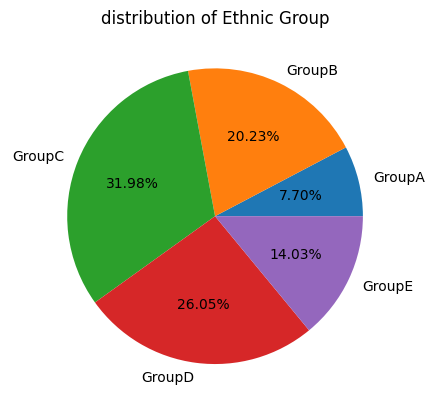 distribution of Ethnic Group
GroupB
20.23%
GroupC
31.98%
GroupA
7.70%
14.03%
GroupE
26.05%
GroupD